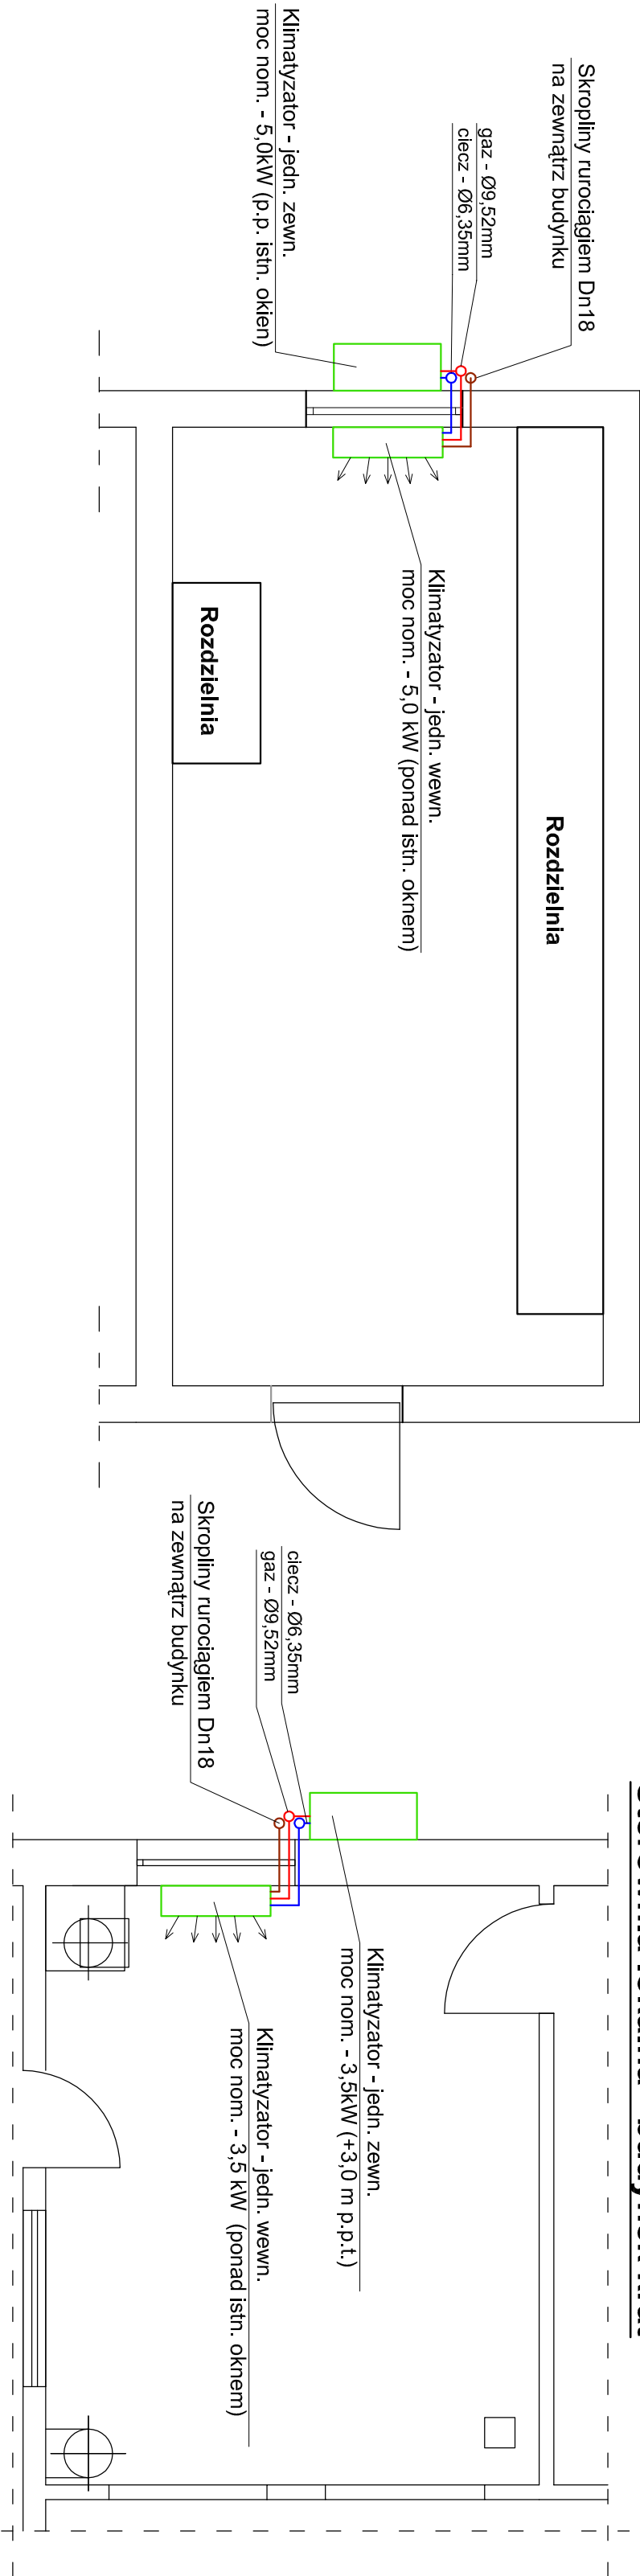 Skropliny rurociągiem Dn18
na zewnątrz budynku
gaz - Ø9,52mm
ciecz - Ø6,35mm
Klimatyzator - jedn. zewn.
moc nom. - 5,0kW (p.p. istn. okien)
Klimatyzator - jedn. wewn.
moc nom. - 5,0 kW (ponad istn. oknem)
Rozdzielnia
Rozdzielnia
Skropliny rurociągiem Dn18
na zewnątrz budynku
ciecz - Ø6,35mm
gaz - Ø9,52mm
Klimatyzator - jedn. zewn.
moc nom. - 3,5kW (+3,0 m p.p.t.)
Klimatyzator - jedn. wewn.
moc nom. - 3,5 kW (ponad istn. oknem)